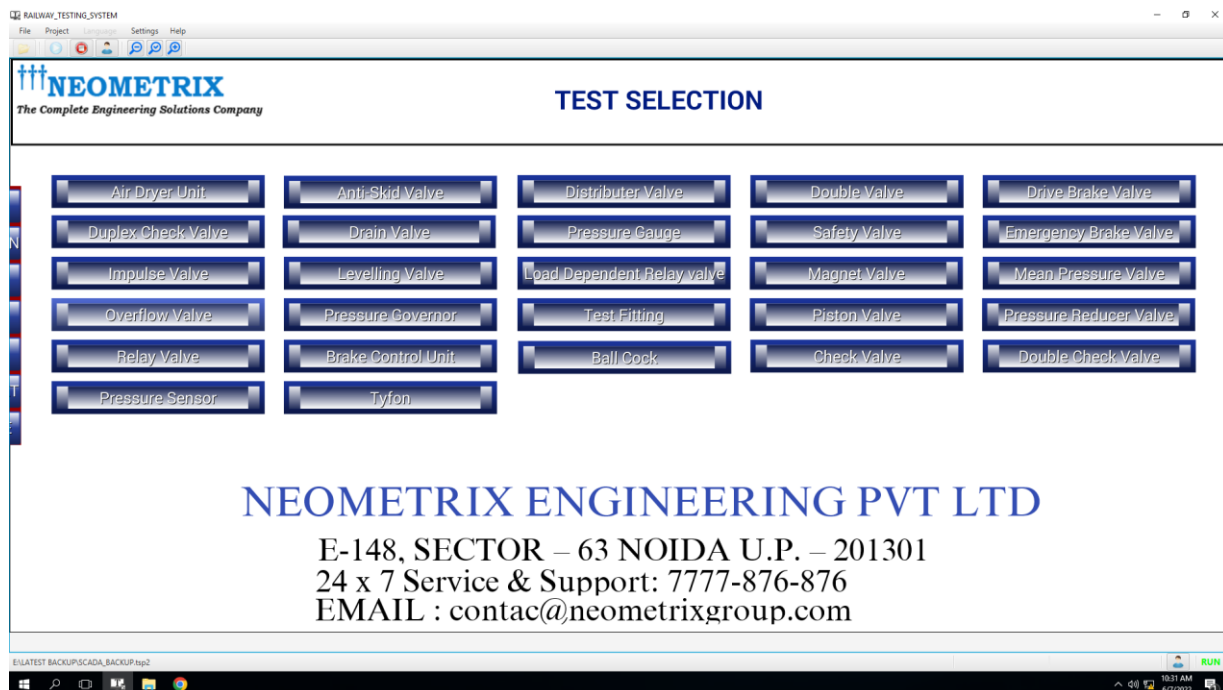 RAILWAY_TESTING_SYSTEM
File Project Language Settings Help
NEOMETRIX
The Complete Engineering Solutions Company
TEST SELECTION
Air Dryer Unit Anti-Skid Valve Distributer Valve Double Valve Drive Brake Valve
Duplex Check Valve Drain Valve Pressure Gauge Safety Valve Emergency Brake Valve
Impulse Valve Levelling Valve Load Dependent Relay valve Magnet Valve Mean Pressure Valve
Overflow Valve Pressure Governor Test Fitting Piston Valve Pressure Reducer Valve
Relay Valve Brake Control Unit Ball Cock Check Valve Double Check Valve
Pressure Sensor Tyfon
NEOMETRIX ENGINEERING PVT LTD
E-148, SECTOR – 63 NOIDA U.P. – 201301
24 x 7 Service & Support: 7777-876-876
EMAIL : contac@neometrixgroup.com
E:\LATEST BACKUP\SCADA_BACKUP.tsp2
RUN
10:31 AM
6/7/2022